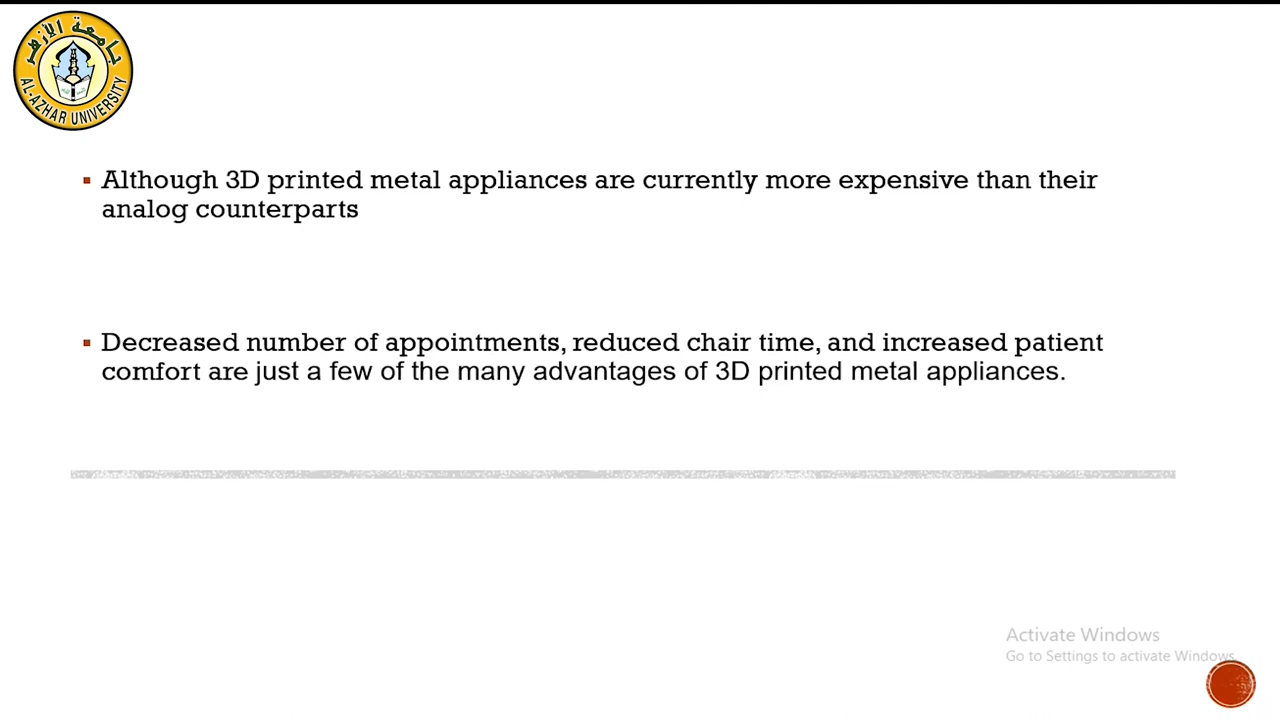 جامعة الأزهر
AL-AZHAR UNIVERSITY
Although 3D printed metal appliances are currently more expensive than their
analog counterparts
Decreased number of appointments, reduced chair time, and increased patient
comfort are just a few of the many advantages of 3D printed metal appliances.
Activate Windows
Go to Settings to activate Windows.